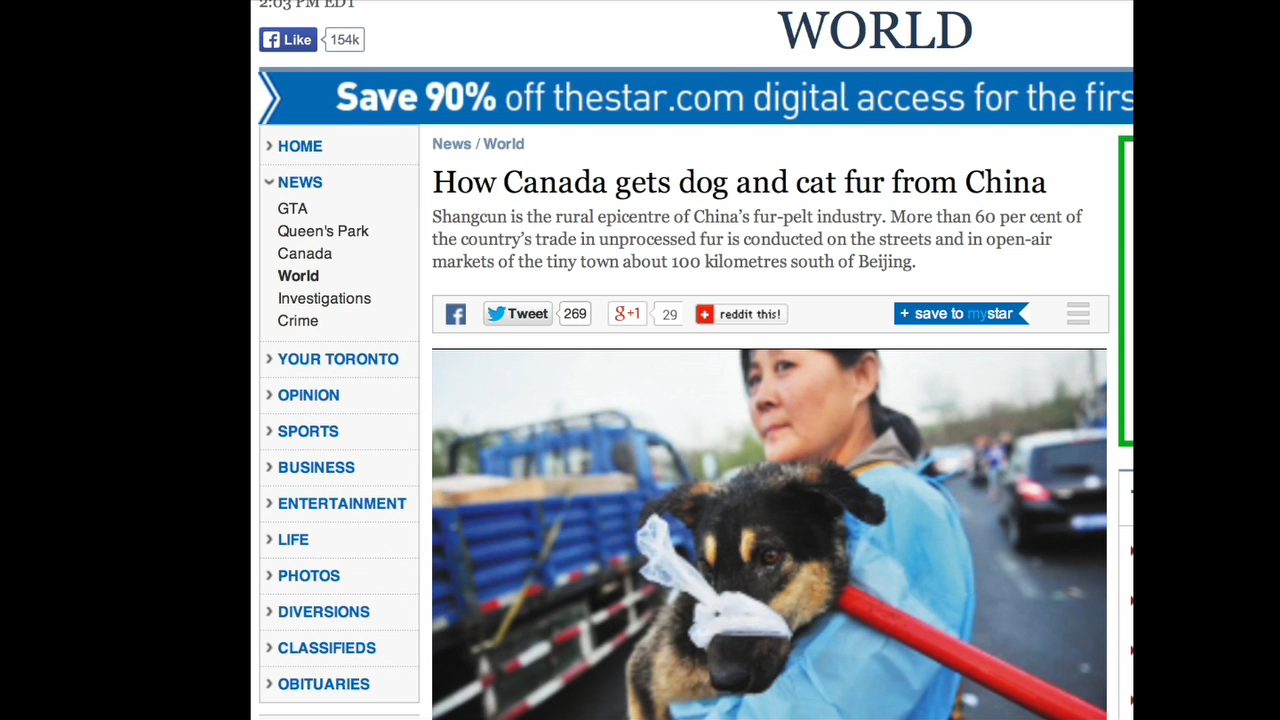 2:03 PM EDT
Like 154k
WORLD
Save 90% off thestar.com digital access for the firs
HOME
NEWS
GTA
Queen's Park
Canada
World
Investigations
Crime
YOUR TORONTO
OPINION
SPORTS
BUSINESS
ENTERTAINMENT
LIFE
PHOTOS
DIVERSIONS
CLASSIFIEDS
OBITUARIES
News / World
How Canada gets dog and cat fur from China
Shangcun is the rural epicentre of China's fur-pelt industry. More than 60 per cent of
the country's trade in unprocessed fur is conducted on the streets and in open-air
markets of the tiny town about 100 kilometres south of Beijing.
Tweet 269 g+1 29 reddit this! + save to mystar